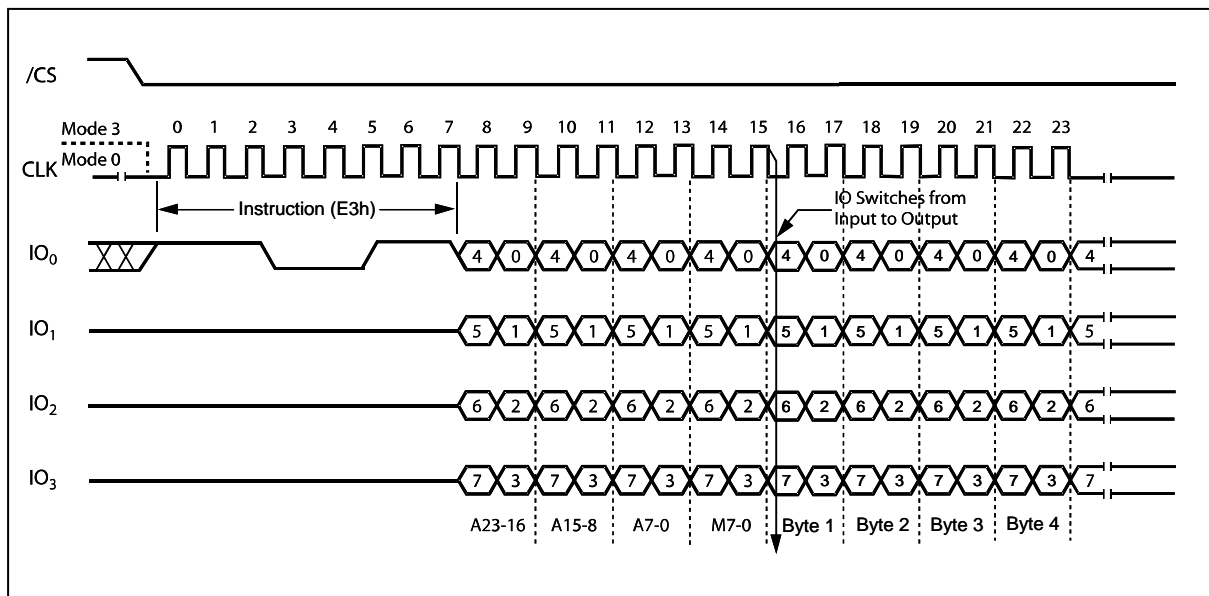 /CS
Mode 3
0 1 2 3 4 5 6 7 8 9 10 11 12 13 14 15 16 17 18 19 20 21 22 23
Mode 0
CLK
Instruction (E3h)
IO Switches from
Input to Output
IO0 4 0 4 0 4 0 4 0 4 0 4 0 4 0 4 0 4
IO1 5 1 5 1 5 1 5 1 5 1 5 1 5 1 5 1 5
IO2 6 2 6 2 6 2 6 2 6 2 6 2 6 2 6 2 6
IO3 7 3 7 3 7 3 7 3 7 3 7 3 7 3 7 3 7
A23-16 A15-8 A7-0 M7-0 Byte 1 Byte 2 Byte 3 Byte 4